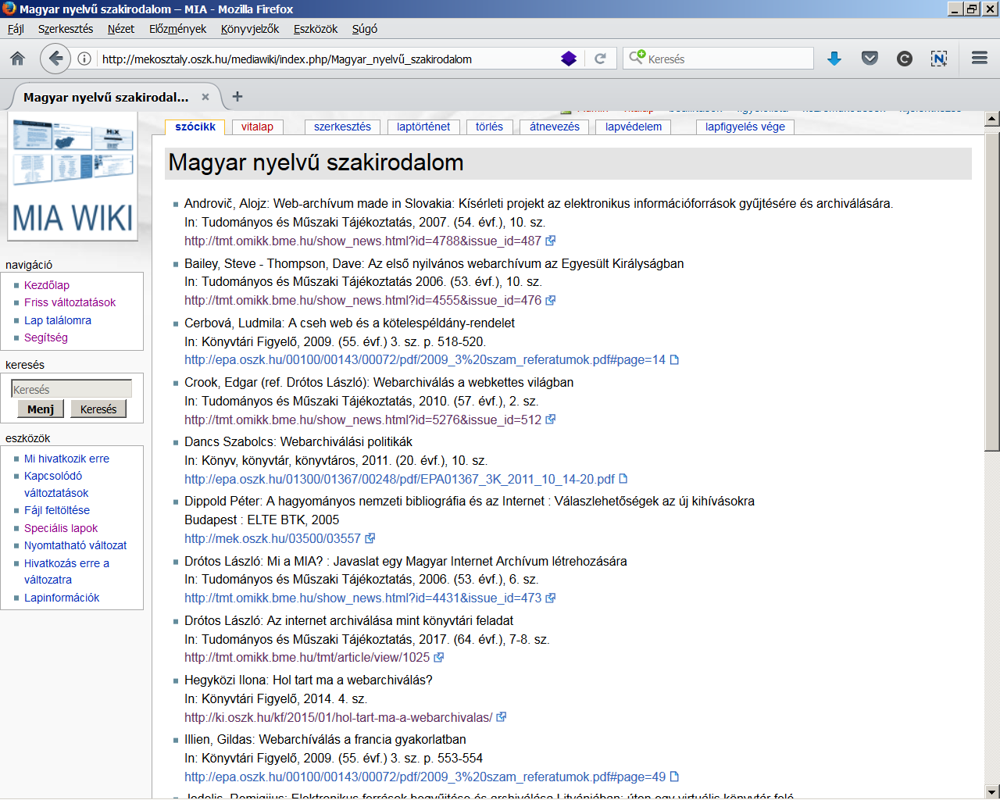 Magyar nyelvű szakirodalom – MIA - Mozilla Firefox
Fájl Szerkesztés Nézet Előzmények Könyvjelzők Eszközök Súgó
http://mekosztaly.oszk.hu/mediawiki/index.php/Magyar_nyelvű_szakirodalom
Keresés
Magyar nyelvű szakirodal...
szócikk vitalap szerkesztés laptörténet törlés átnevezés lapvédelem lapfigyelés vége
MIA WIKI
navigáció
Kezdőlap
Friss változtatások
Lap találomra
Segítség
keresés
Keresés
Menj Keresés
eszközök
Mi hivatkozik erre
Kapcsolódó
változtatások
Fájl feltöltése
Speciális lapok
Nyomtatható változat
Hivatkozás erre a
változatra
Lapinformációk
Magyar nyelvű szakirodalom
Androvič, Alojz: Web-archívum made in Slovakia: Kísérleti projekt az elektronikus információforrások gyűjtésére és archiválására.
In: Tudományos és Műszaki Tájékoztatás, 2007. (54. évf.), 10. sz.
http://tmt.omikk.bme.hu/show_news.html?id=4788&issue_id=487
Bailey, Steve - Thompson, Dave: Az első nyilvános webarchívum az Egyesült Királyságban
In: Tudományos és Műszaki Tájékoztatás 2006. (53. évf.), 10. sz.
http://tmt.omikk.bme.hu/show_news.html?id=4555&issue_id=476
Cerbová, Ludmila: A cseh web és a kötelespéldány-rendelet
In: Könyvtári Figyelő, 2009. (55. évf.) 3. sz. p. 518-520.
http://epa.oszk.hu/00100/00143/00072/pdf/2009_3%20szam_referatumok.pdf#page=14
Crook, Edgar (ref. Drótos László): Webarchiválás a webkettes világban
In: Tudományos és Műszaki Tájékoztatás, 2010. (57. évf.), 2. sz.
http://tmt.omikk.bme.hu/show_news.html?id=5276&issue_id=512
Dancs Szabolcs: Webarchiválási politikák
In: Könyv, könyvtár, könyvtáros, 2011. (20. évf.), 10. sz.
http://epa.oszk.hu/01300/01367/00248/pdf/EPA01367_3K_2011_10_14-20.pdf
Dippold Péter: A hagyományos nemzeti bibliográfia és az Internet : Válaszlehetőségek az új kihívásokra
Budapest : ELTE BTK, 2005
http://mek.oszk.hu/03500/03557
Drótos László: Mi a MIA? : Javaslat egy Magyar Internet Archívum létrehozására
In: Tudományos és Műszaki Tájékoztatás, 2006. (53. évf.), 6. sz.
http://tmt.omikk.bme.hu/show_news.html?id=4431&issue_id=473
Drótos László: Az internet archiválása mint könyvtári feladat
In: Tudományos és Műszaki Tájékoztatás, 2017. (64. évf.), 7-8. sz.
http://tmt.omikk.bme.hu/tmt/article/view/1025
Hegyközi Ilona: Hol tart ma a webarchiválás?
In: Könyvtári Figyelő, 2014. 4. sz.
http://ki.oszk.hu/kf/2015/01/hol-tart-ma-a-webarchivalas/
Illien, Gildas: Webarchíválás a francia gyakorlatban
In: Könyvtári Figyelő, 2009. (55. évf.) 3. sz. p. 553-554
http://epa.oszk.hu/00100/00143/00072/pdf/2009_3%20szam_referatumok.pdf#page=49